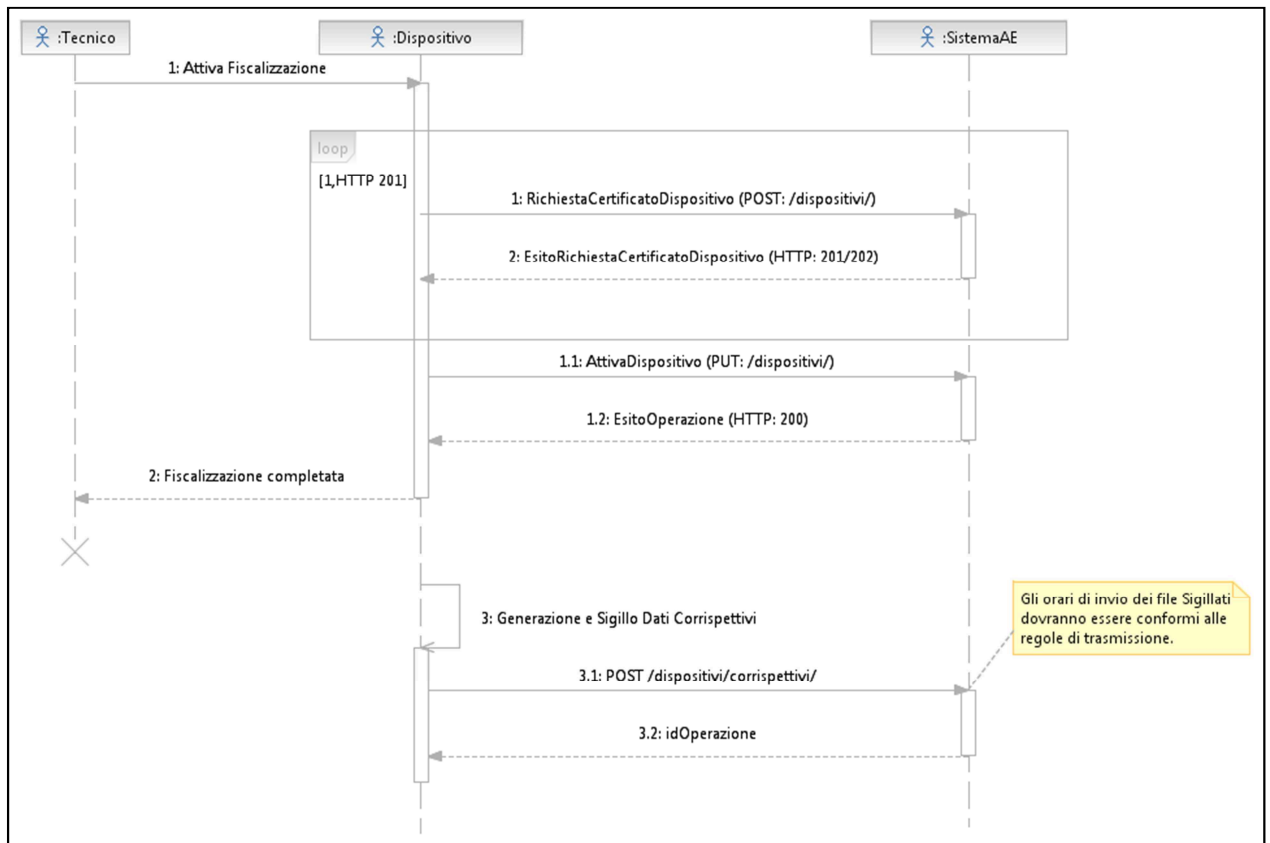 :Tecnico
:Dispositivo
:SistemaAE
1: Attiva Fiscalizzazione
loop
[1,HTTP 201]
1: RichiestaCertificatoDispositivo (POST: /dispositivi/)
2: EsitoRichiestaCertificatoDispositivo (HTTP: 201/202)
1.1: AttivaDispositivo (PUT: /dispositivi/)
1.2: EsitoOperazione (HTTP: 200)
2: Fiscalizzazione completata
Gli orari di invio dei file Sigillati
dovranno essere conformi alle
regole di trasmissione.
3: Generazione e Sigillo Dati Corrispettivi
3.1: POST /dispositivi/corrispettivi/
3.2: idOperazione